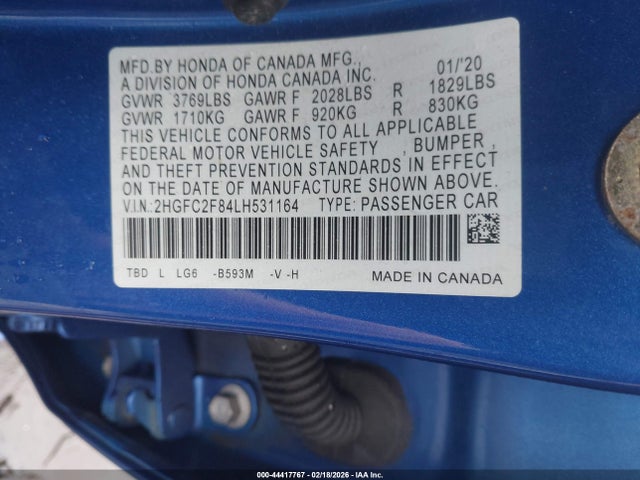 MFD.BY HONDA OF CANADA MFG., 01/'20
A DIVISION OF HONDA CANADA INC.
GVWR 3769LBS GAWR F 2028LBS R 1829LBS
GVWR 1710KG GAWR F 920KG R 830KG
THIS VEHICLE CONFORMS TO ALL APPLICABLE
FEDERAL MOTOR VEHICLE SAFETY , BUMPER ,
AND THEFT PREVENTION STANDARDS IN EFFECT
ON THE DATE OF MANUFACTURE SHOWN ABOVE.
V.I.N.:2HGFC2F84LH531164 TYPE: PASSENGER CAR
TBD L LG6 -B593M -V -H MADE IN CANADA
000-44417767 - 02/18/2026 - IAA Inc.